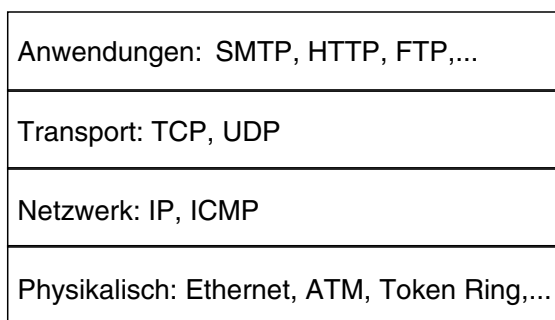 Anwendungen: SMTP, HTTP, FTP,...
Transport: TCP, UDP
Netzwerk: IP, ICMP
Physikalisch: Ethernet, ATM, Token Ring,...